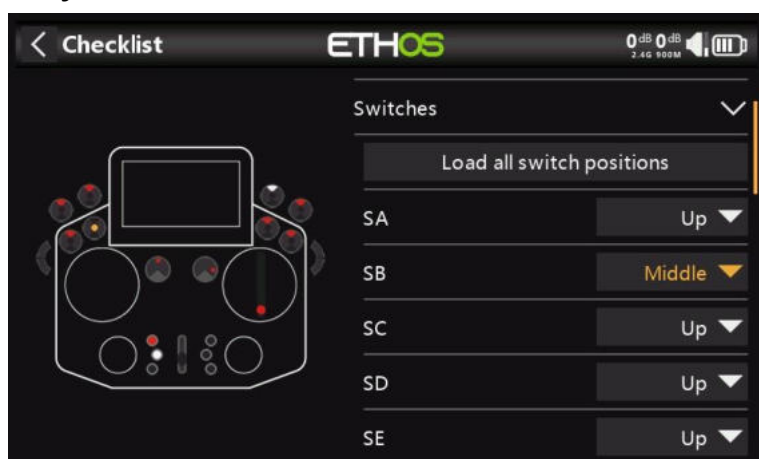 Checklist
ETHOS
0dB 0dB
2.4G 900M
Switches
Load all switch positions
SA Up
SB Middle
SC Up
SD Up
SE Up